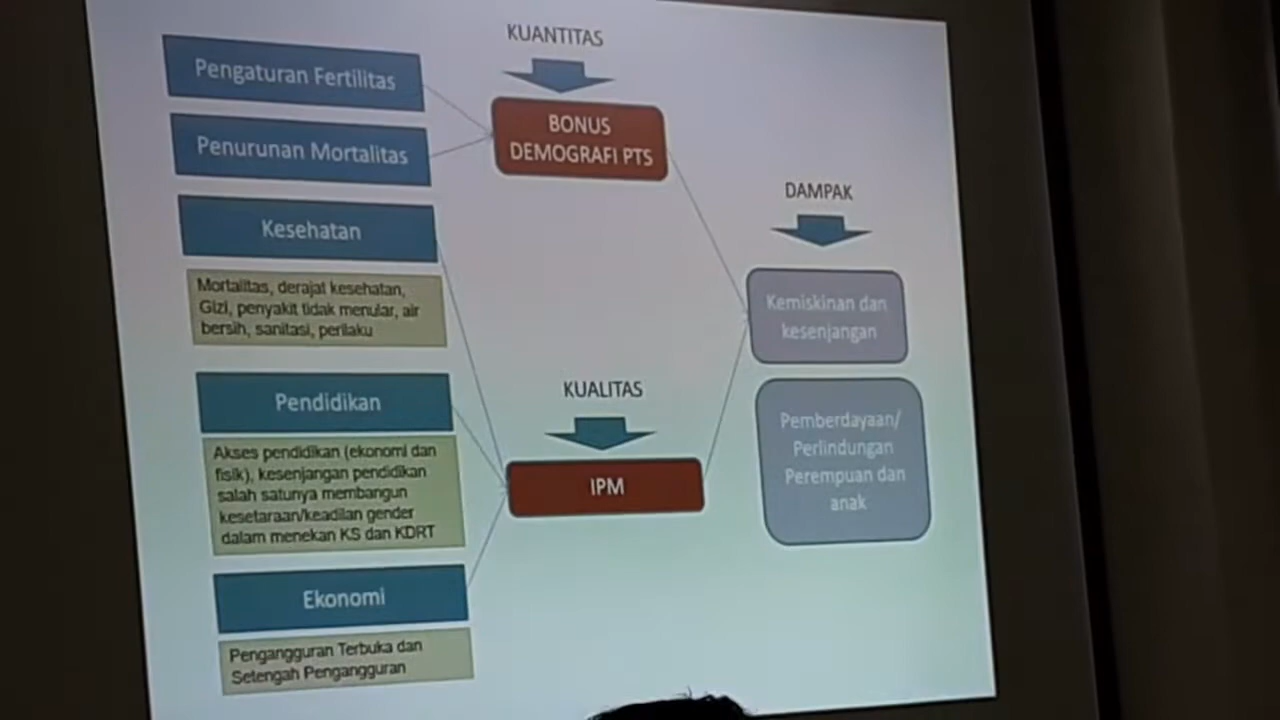 Pengaturan Fertilitas
Penurunan Mortalitas
Kesehatan
Mortalitas, derajat kesehatan,
Gizi, penyakit tidak menular, air
bersih, sanitasi, perilaku
Pendidikan
Akses pendidikan (ekonomi dan
fisik), kesenjangan pendidikan
salah satunya membangun
kesetaraan/keadilan gender
dalam menekan KS dan KDRT
Ekonomi
Pengangguran Terbuka dan
Setengah Pengangguran
KUANTITAS
BONUS
DEMOGRAFI PTS
KUALITAS
IPM
DAMPAK
Kemiskinan dan
kesenjangan
Pemberdayaan/
Perlindungan
Perempuan dan
anak